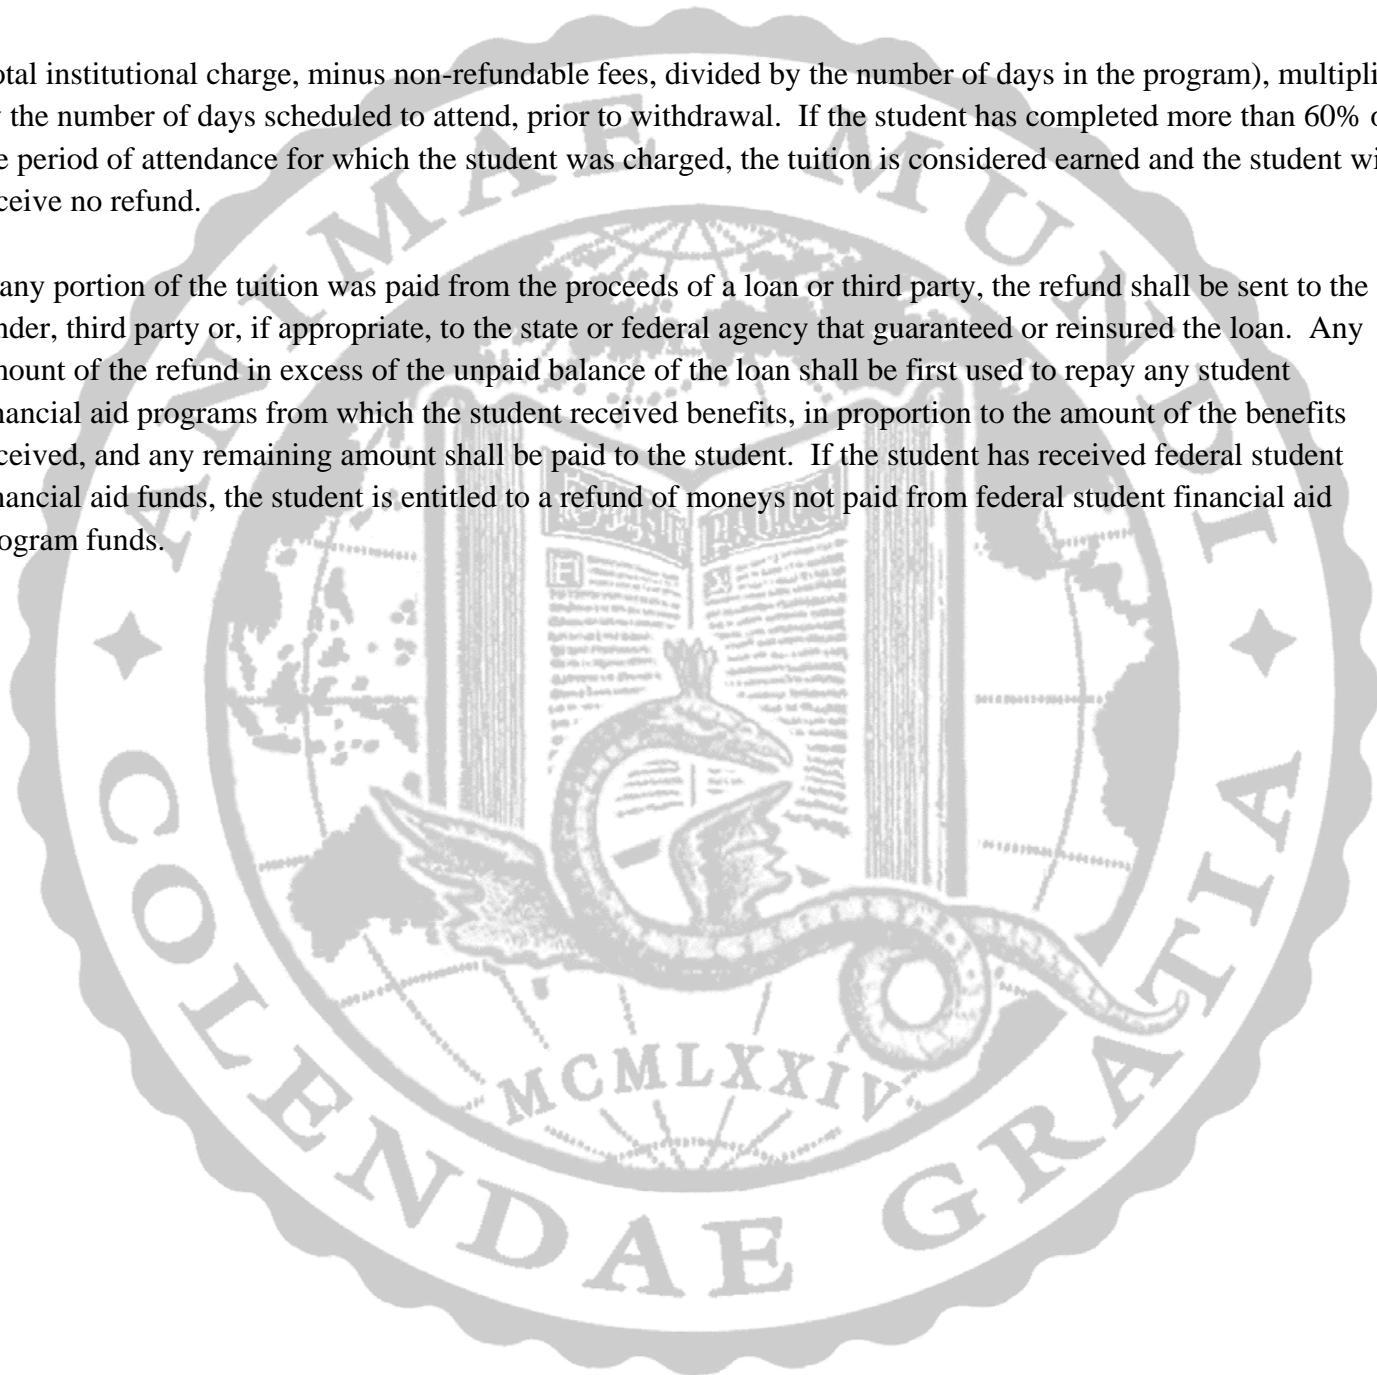 otal institutional charge, minus non-refundable fees, divided by the number of days in the program), multipli
the number of days scheduled to attend, prior to withdrawal.  If the student has completed more than 60%
e period of attendance for which the student was charged, the tuition is considered earned and the student wi
ceive no refund.
any portion of the tuition was paid from the proceeds of a loan or third party, the refund shall be sent to the
nder, third party or, if appropriate, to the state or federal agency that guaranteed or reinsured the loan.  Any
mount of the refund in excess of the unpaid balance of the loan shall be first used to repay any student
nancial aid programs from which the student received benefits, in proportion to the amount of the benefits
ceived, and any remaining amount shall be paid to the student.  If the student has received federal student
nancial aid funds, the student is entitled to a refund of moneys not paid from federal student financial aid
ogram funds.
ANIMAE MUNDI
COLENDAE GRATIA
MCMLXXIV